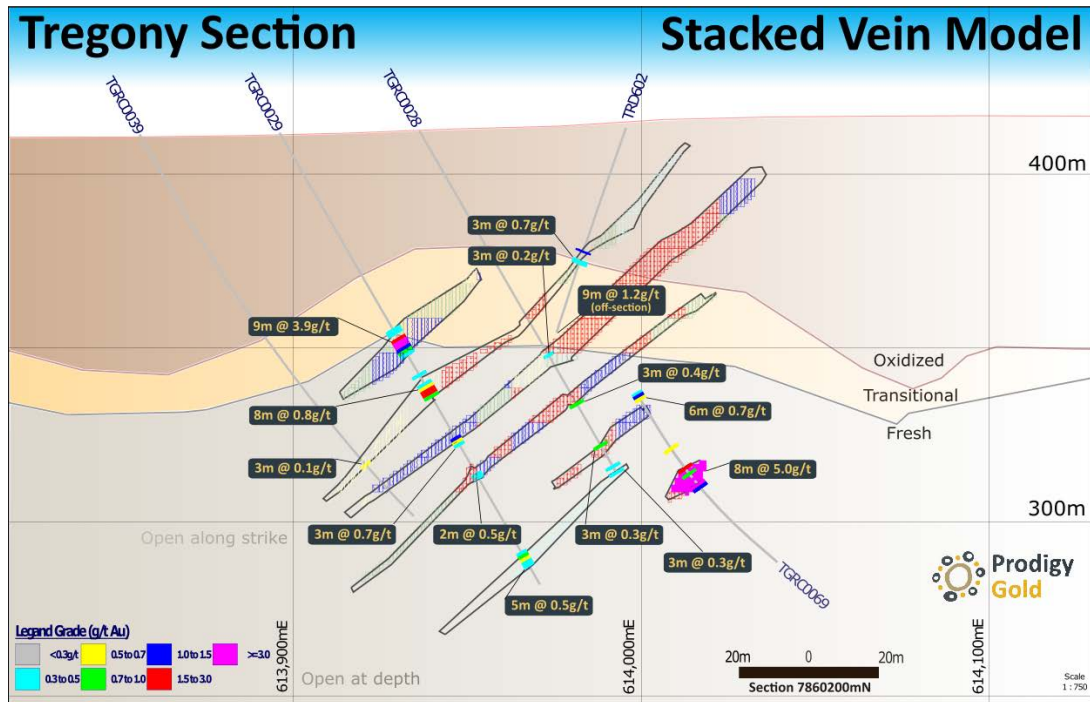 Tregony Section
Stacked Vein Model
TGRC0039
TGRC0029
TGRC0028
TRD602
400m
3m @ 0.7g/t
3m @ 0.2g/t
9m @ 1.2g/t
(off-section)
9m @ 3.9g/t
Oxidized
3m @ 0.4g/t
Transitional
8m @ 0.8g/t
6m @ 0.7g/t
Fresh
3m @ 0.1g/t
8m @ 5.0g/t
300m
3m @ 0.7g/t
2m @ 0.5g/t
3m @ 0.3g/t
Open along strike
3m @ 0.3g/t
TGRC0069
Prodigy
Gold
5m @ 0.5g/t
Legand Grade (g/t Au)
<0.3g/t
0.5 to 0.7
1.0 to 1.5
>=3.0
0.3 to 0.5
0.7 to 1.0
1.5 to 3.0
613,900mE
Open at depth
614,000mE
20m
20m
Section 7860200mN
614,100mE
Scale
1 : 750